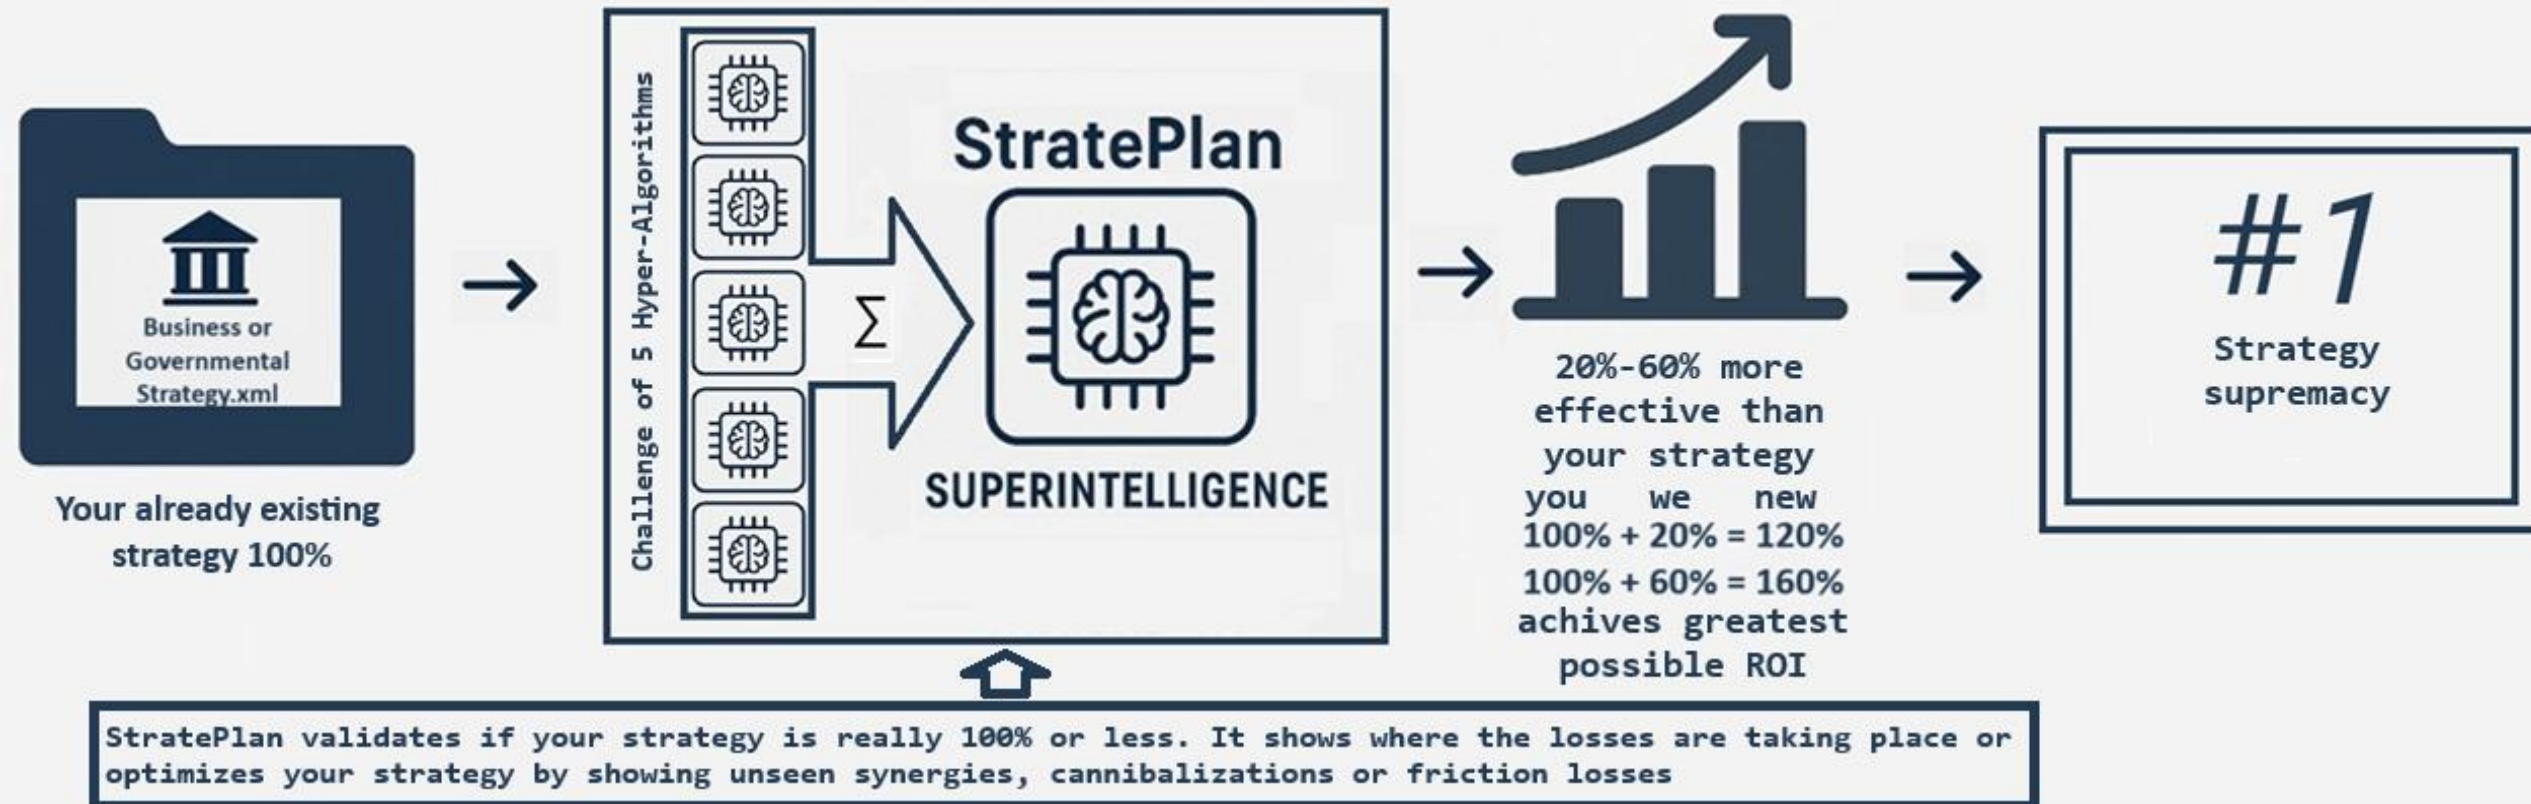 Business or
Governmental
Strategy.xml
Your already existing
strategy 100%
Challenge of 5 Hyper-Algorithms
∑
StratePlan
SUPERINTELLIGENCE
20%-60% more
effective than
your strategy
you we new
100% + 20% = 120%
100% + 60% = 160%
achives greatest
possible ROI
#1
Strategy
supremacy
StratePlan validates if your strategy is really 100% or less. It shows where the losses are taking place or
optimizes your strategy by showing unseen synergies, cannibalizations or friction losses